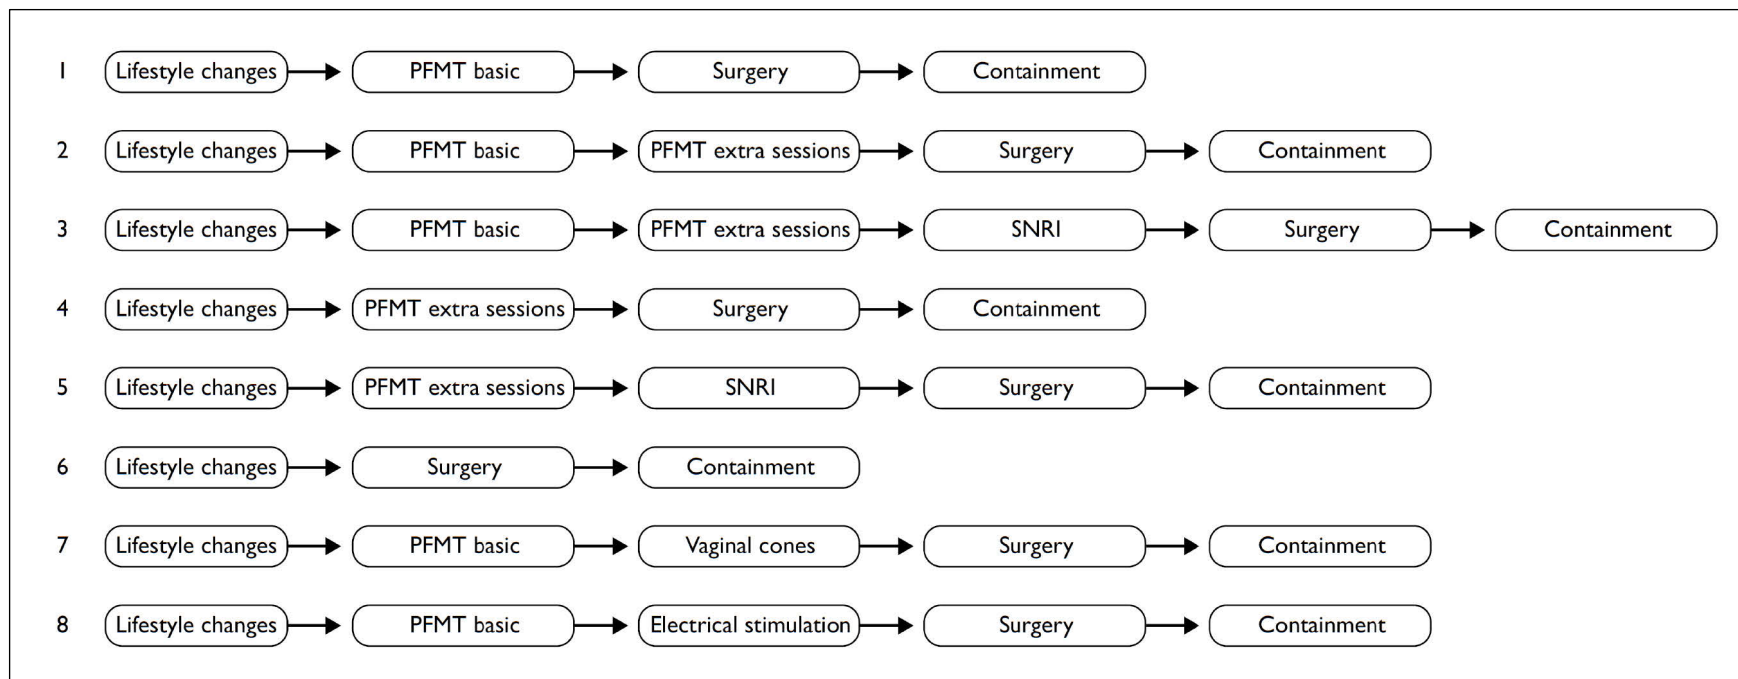 1 Lifestyle changes PFMT basic Surgery Containment
2 Lifestyle changes PFMT basic PFMT extra sessions Surgery Containment
3 Lifestyle changes PFMT basic PFMT extra sessions SNRI Surgery Containment
4 Lifestyle changes PFMT extra sessions Surgery Containment
5 Lifestyle changes PFMT extra sessions SNRI Surgery Containment
6 Lifestyle changes Surgery Containment
7 Lifestyle changes PFMT basic Vaginal cones Surgery Containment
8 Lifestyle changes PFMT basic Electrical stimulation Surgery Containment